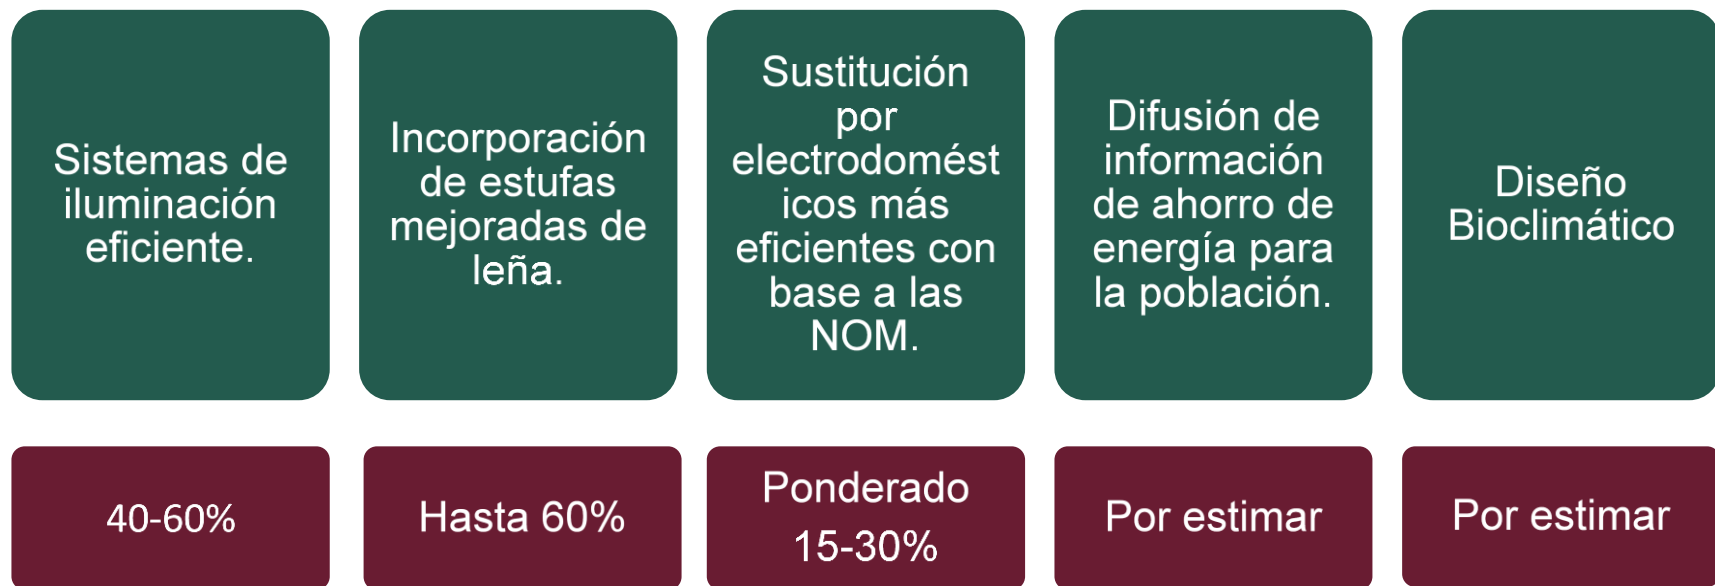 Sistemas de
iluminación
eficiente.
Incorporación
de estufas
mejoradas de
leña.
Sustitución
por
electrodomést
icos más
eficientes con
base a las
NOM.
Difusión de
información
de ahorro de
energía para
la población.
Diseño
Bioclimático
40-60%
Hasta 60%
Ponderado
15-30%
Por estimar
Por estimar